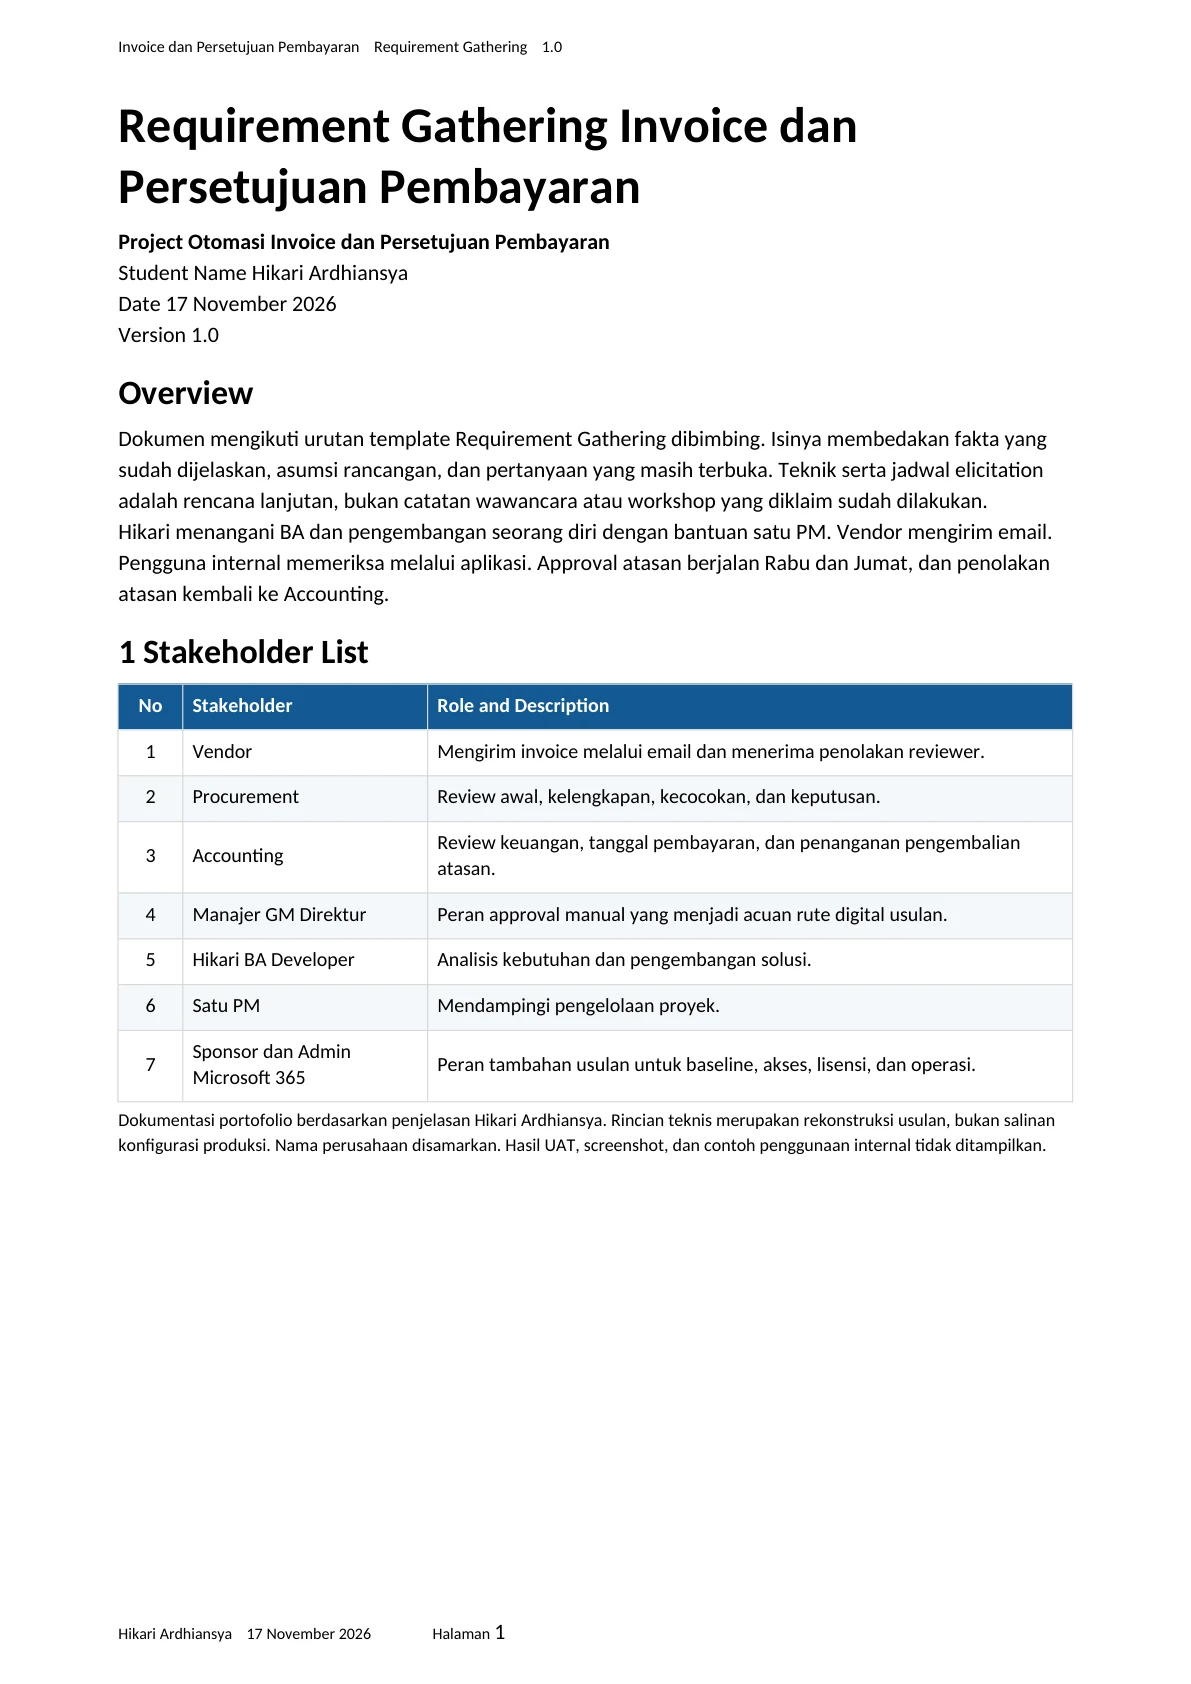 Invoice dan Persetujuan Pembayaran Requirement Gathering 1.0
Requirement Gathering Invoice dan
Persetujuan Pembayaran
Project Otomasi Invoice dan Persetujuan Pembayaran
Student Name Hikari Ardhiansya
Date 17 November 2026
Version 1.0
Overview
Dokumen mengikuti urutan template Requirement Gathering dibimbing. Isinya membedakan fakta yang
sudah dijelaskan, asumsi rancangan, dan pertanyaan yang masih terbuka. Teknik serta jadwal elicitation
adalah rencana lanjutan, bukan catatan wawancara atau workshop yang diklaim sudah dilakukan.
Hikari menangani BA dan pengembangan seorang diri dengan bantuan satu PM. Vendor mengirim email.
Pengguna internal memeriksa melalui aplikasi. Approval atasan berjalan Rabu dan Jumat, dan penolakan
atasan kembali ke Accounting.
1 Stakeholder List
No Stakeholder Role and Description
1 Vendor Mengirim invoice melalui email dan menerima penolakan reviewer.
2 Procurement Review awal, kelengkapan, kecocokan, dan keputusan.
3 Accounting Review keuangan, tanggal pembayaran, dan penanganan pengembalian
atasan.
4 Manajer GM Direktur Peran approval manual yang menjadi acuan rute digital usulan.
5 Hikari BA Developer Analisis kebutuhan dan pengembangan solusi.
6 Satu PM Mendampingi pengelolaan proyek.
7 Sponsor dan Admin
Microsoft 365 Peran tambahan usulan untuk baseline, akses, lisensi, dan operasi.
Dokumentasi portofolio berdasarkan penjelasan Hikari Ardhiansya. Rincian teknis merupakan rekonstruksi usulan, bukan salinan
konfigurasi produksi. Nama perusahaan disamarkan. Hasil UAT, screenshot, dan contoh penggunaan internal tidak ditampilkan.
Hikari Ardhiansya 17 November 2026 Halaman 1